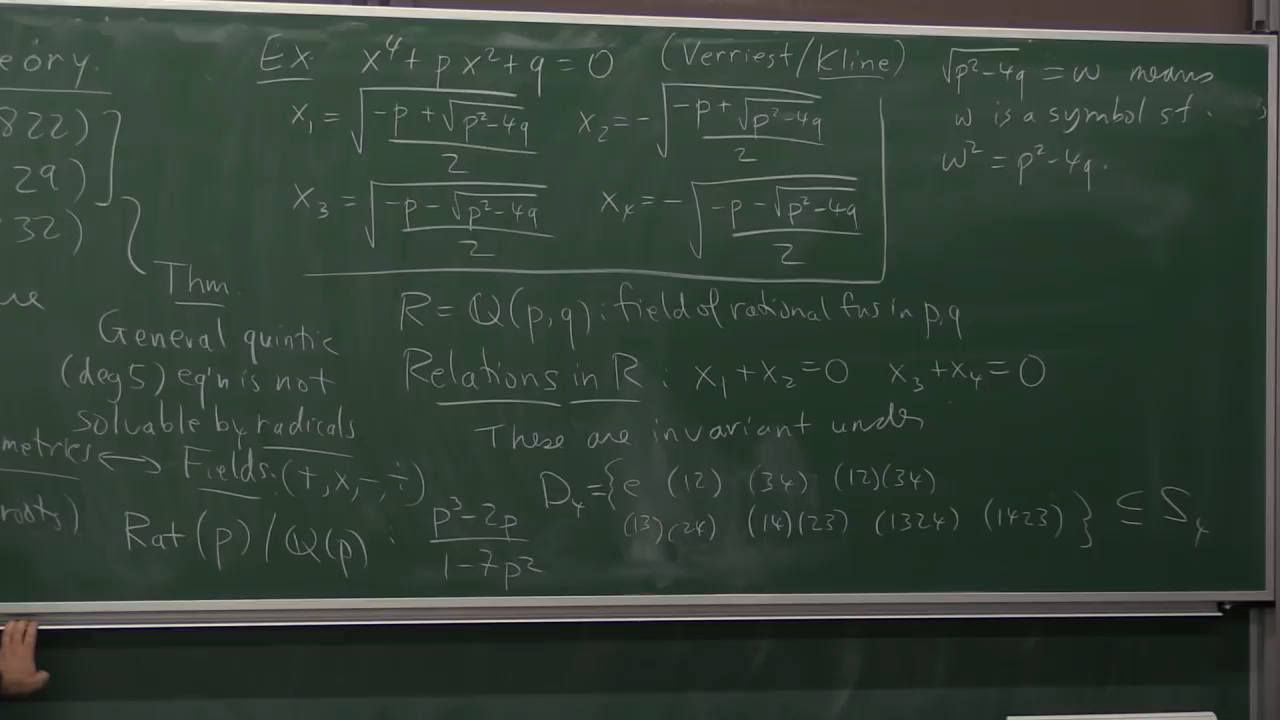 eory.
822)
29)
32)
ue
Thm
General quintic
(deg 5) eq'n is not
solvable by radicals
metries ⟷ Fields: (+, ×, −, ÷)
roots)
Rat(p) / Q(p) : (p³−2p)/(1−7p²)
Ex. x⁴ + px² + q = 0 (Verriest/Kline)
x₁ = √((−p + √(p²−4q))/2) x₂ = −√((−p + √(p²−4q))/2)
x₃ = √((−p − √(p²−4q))/2) x₄ = −√((−p − √(p²−4q))/2)
R = Q(p,q) : field of rational fns in p,q
Relations in R : x₁ + x₂ = 0 x₃ + x₄ = 0
These are invariant under
D₄ = {e (12) (34) (12)(34)
(13)(24) (14)(23) (1324) (1423)} ⊆ S₄
√(p²−4q) = w means
w is a symbol st.
w² = p²−4q.